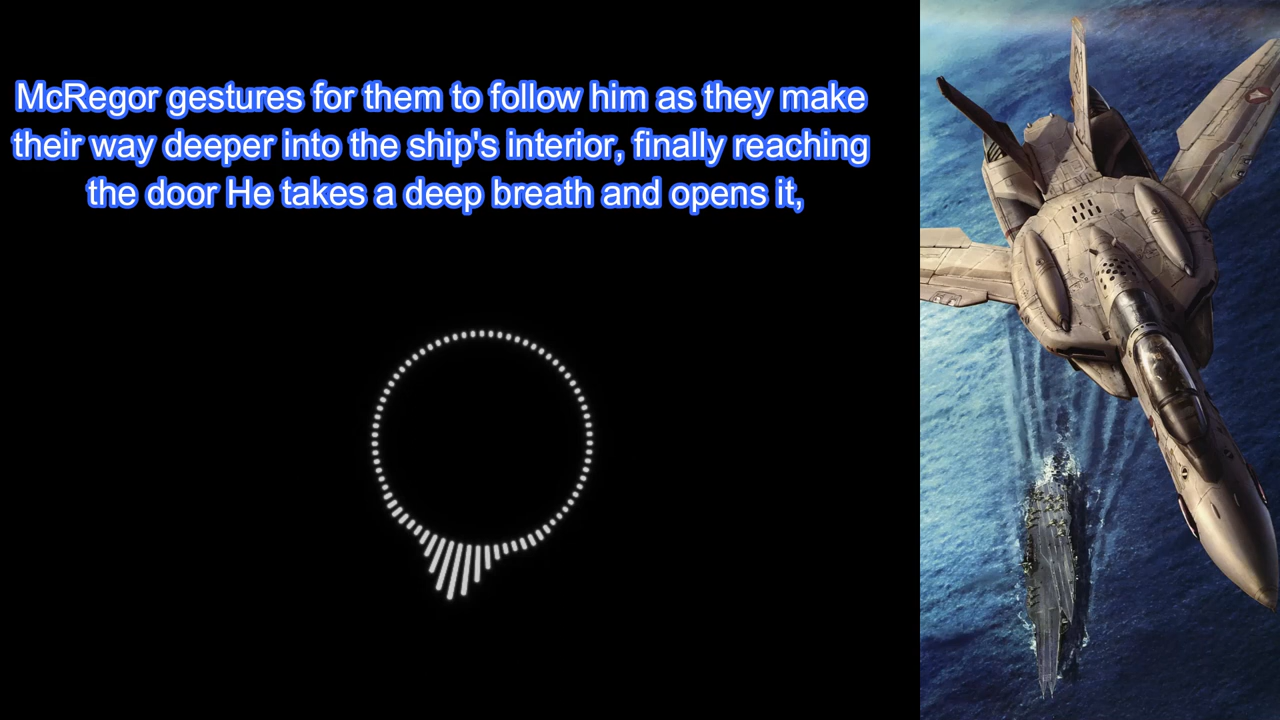 McRegor gestures for them to follow him as they make
their way deeper into the ship's interior, finally reaching
the door He takes a deep breath and opens it,